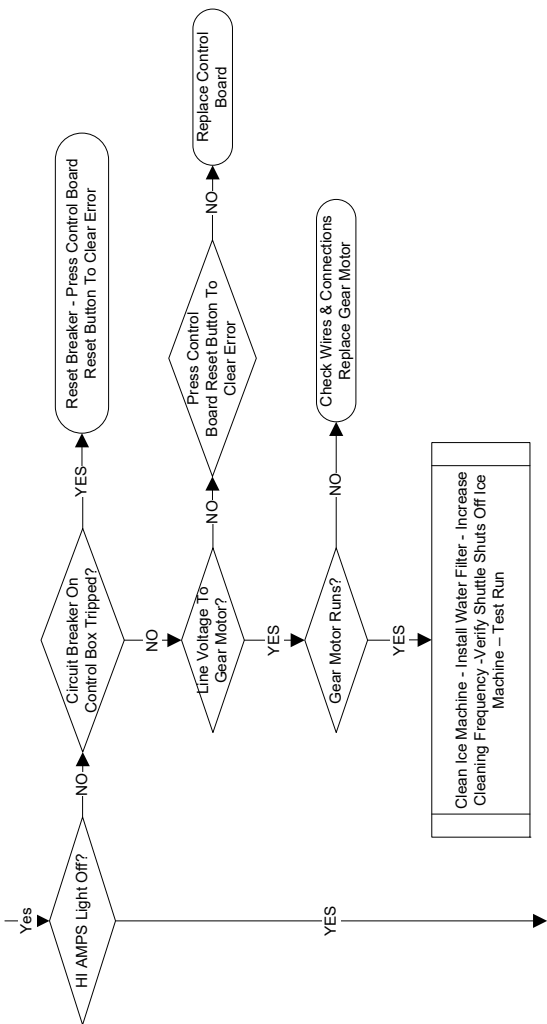 Yes
HI AMPS Light Off?
NO
YES
Circuit Breaker On
Control Box Tripped?
YES
Reset Breaker - Press Control Board
Reset Button To Clear Error
NO
Line Voltage To
Gear Motor?
NO
Press Control
Board Reset Button To
Clear Error
NO
Replace Control
Board
YES
Gear Motor Runs?
NO
Check Wires & Connections
Replace Gear Motor
YES
Clean Ice Machine - Install Water Filter - Increase
Cleaning Frequency -Verify Shuttle Shuts Off Ice
Machine – Test Run